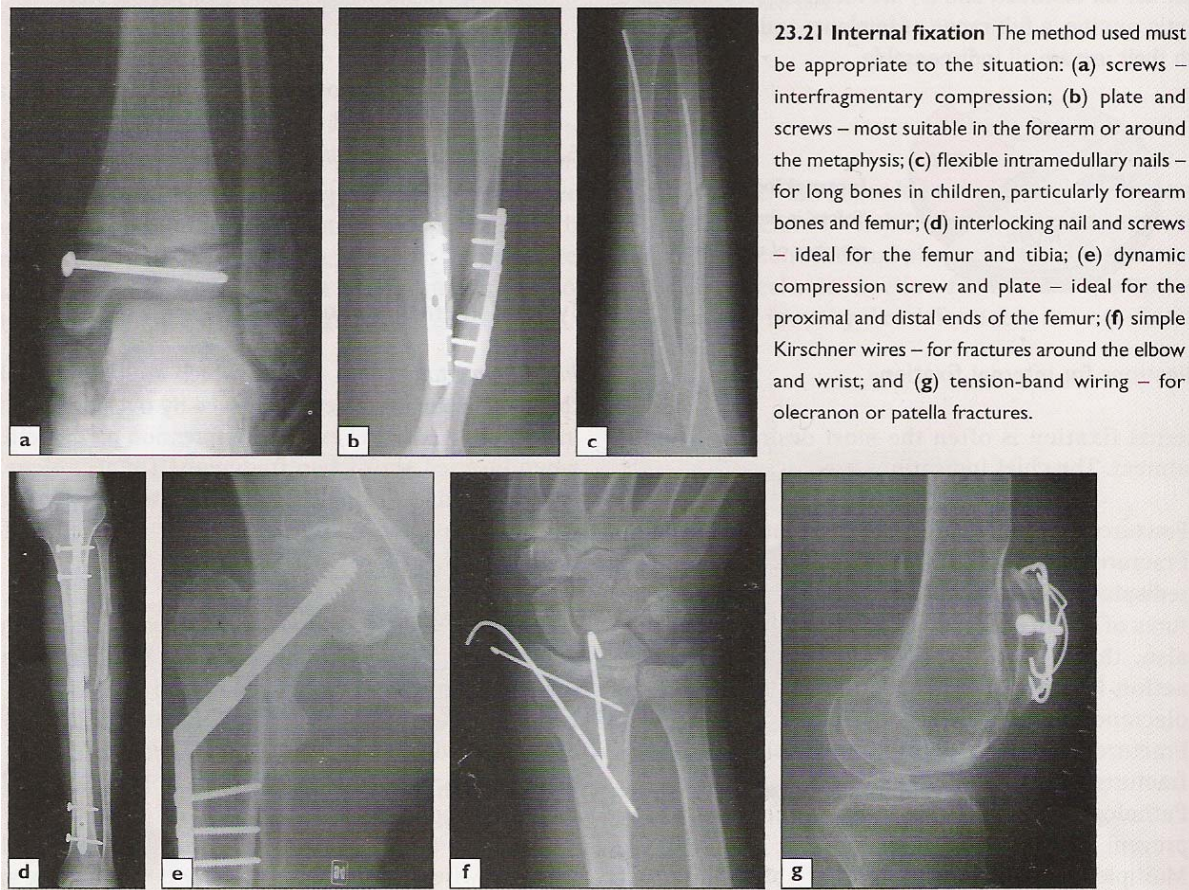 23.21 Internal fixation The method used must
be appropriate to the situation: (a) screws –
interfragmentary compression; (b) plate and
screws – most suitable in the forearm or around
the metaphysis; (c) flexible intramedullary nails –
for long bones in children, particularly forearm
bones and femur; (d) interlocking nail and screws
– ideal for the femur and tibia; (e) dynamic
compression screw and plate – ideal for the
proximal and distal ends of the femur; (f) simple
Kirschner wires – for fractures around the elbow
and wrist; and (g) tension-band wiring – for
olecranon or patella fractures.
a
b
c
d
e
f
g